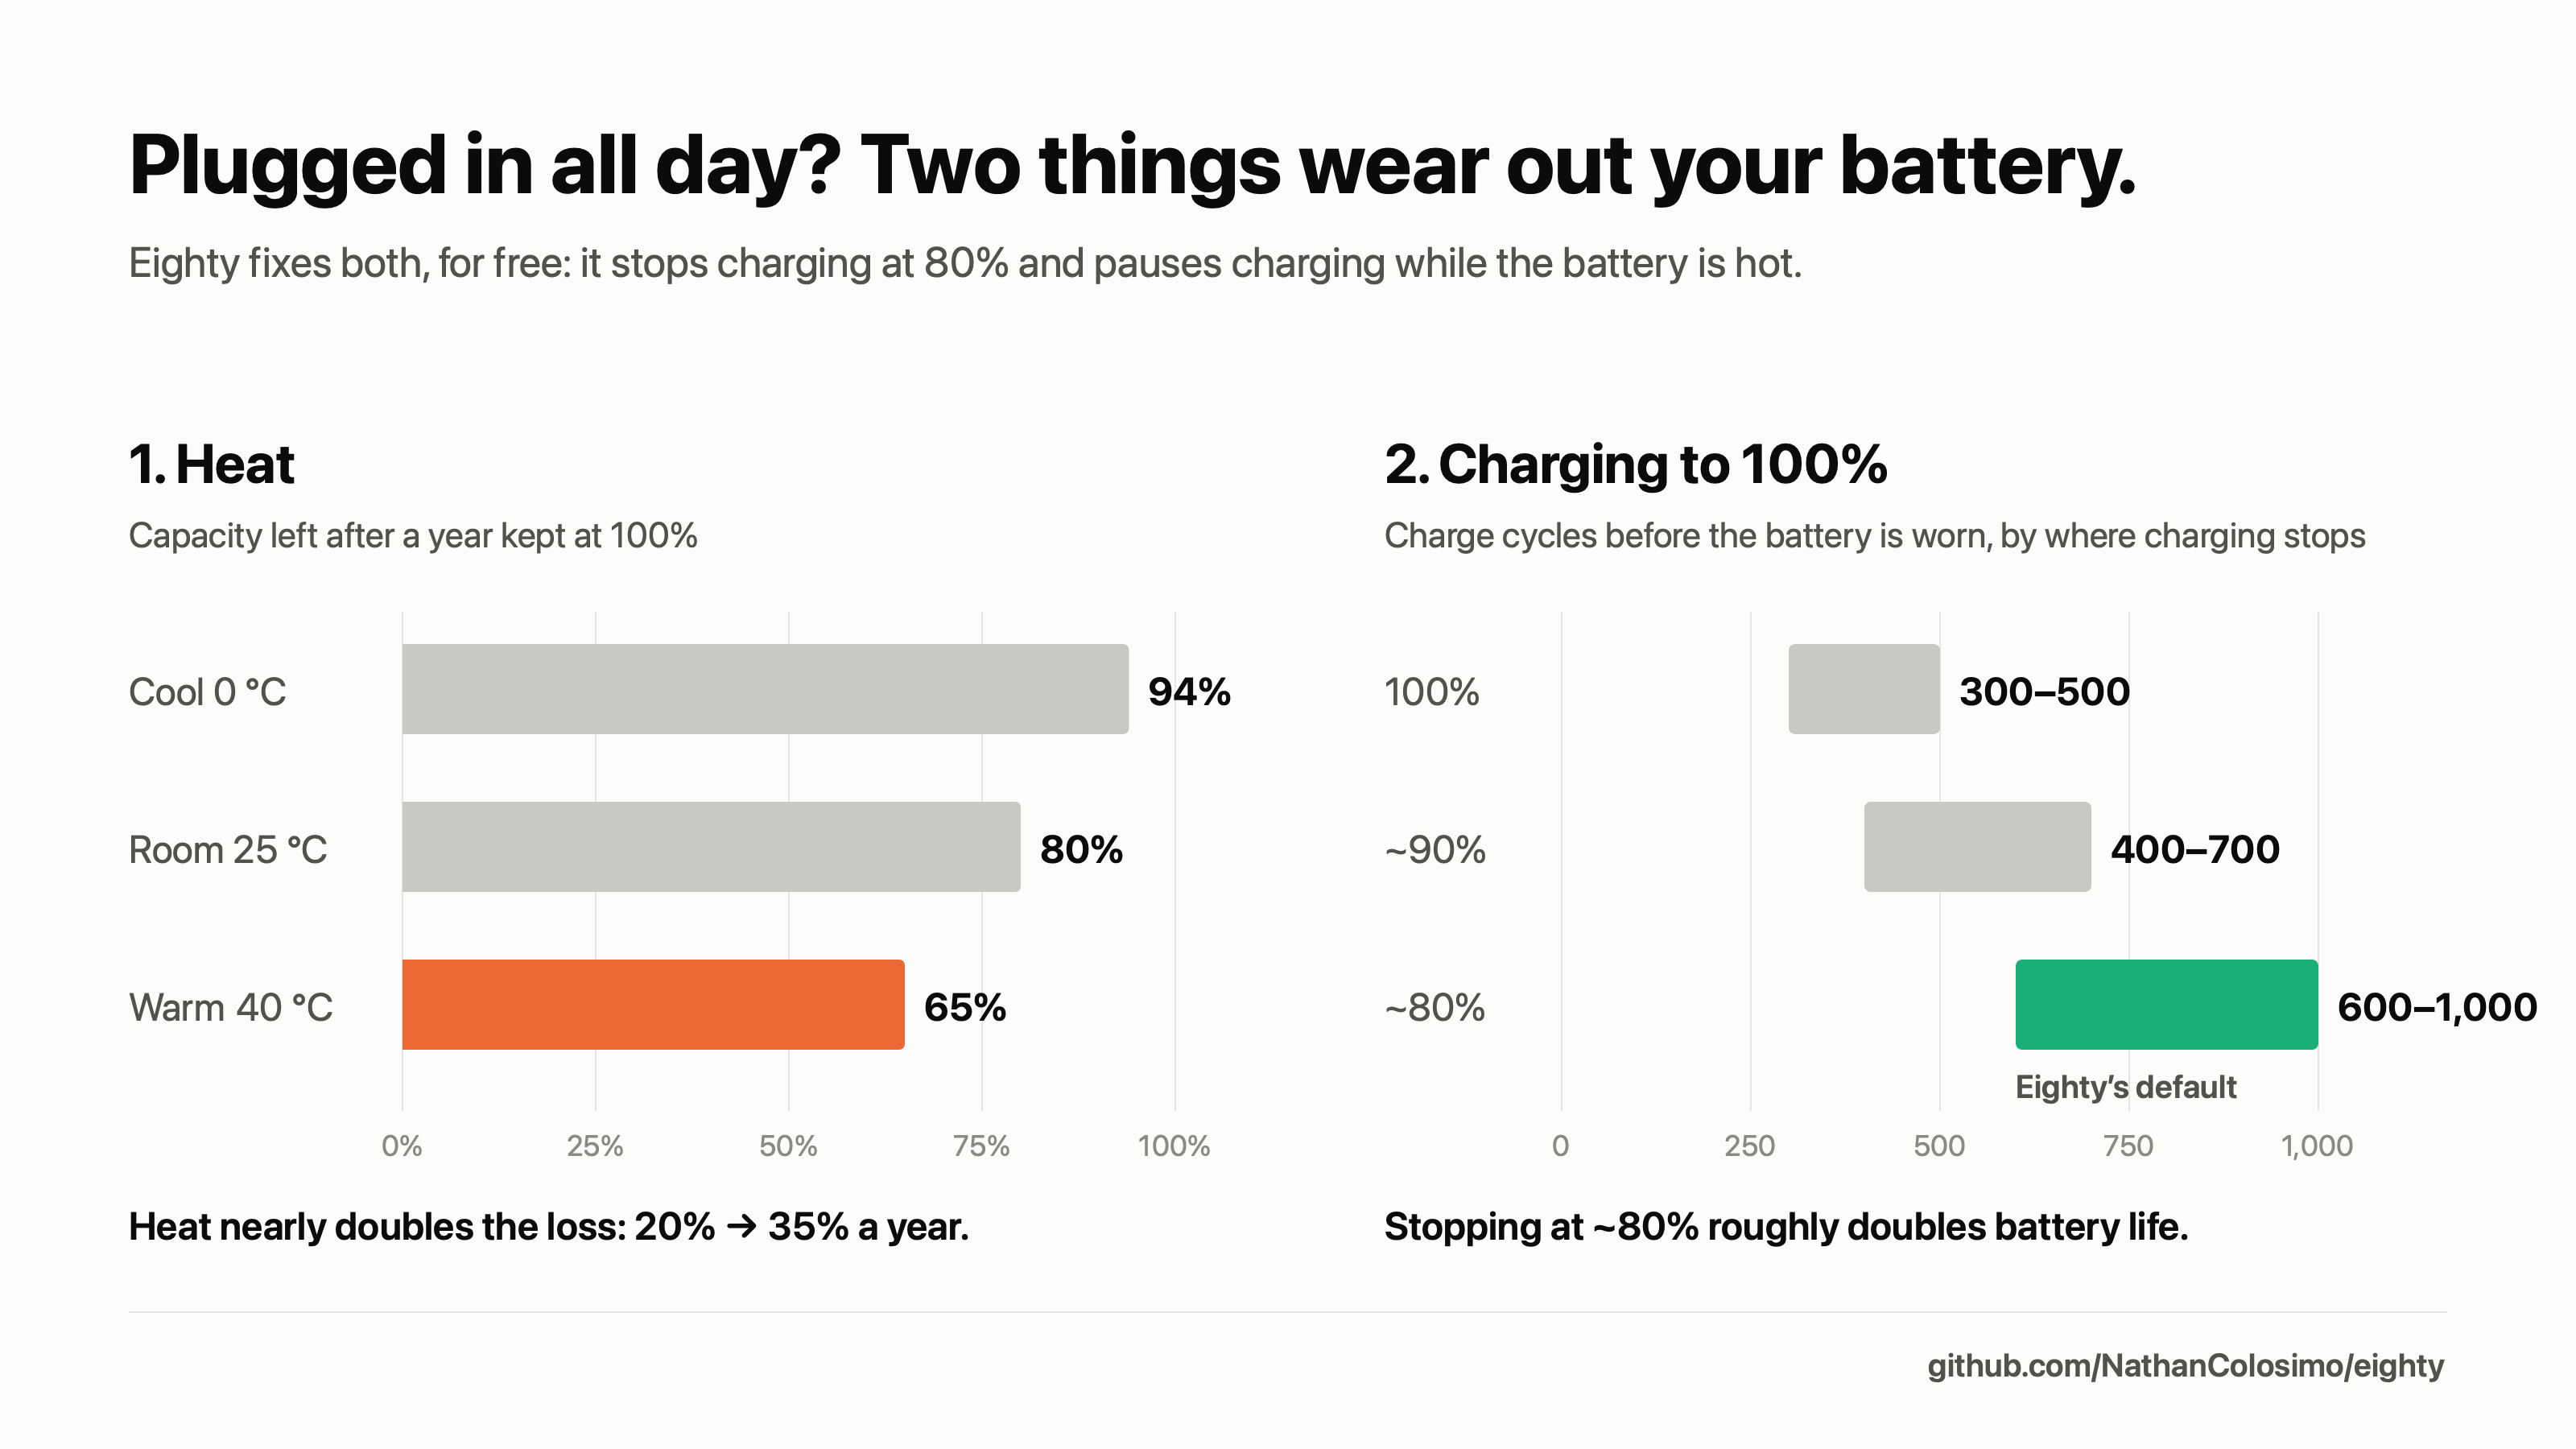 Plugged in all day? Two things wear out your battery.
Eighty fixes both, for free: it stops charging at 80% and pauses charging while the battery is hot.
1. Heat
Capacity left after a year kept at 100%
Cool 0 °C
94%
Room 25 °C
80%
Warm 40 °C
65%
0%
25%
50%
75%
100%
Heat nearly doubles the loss: 20% → 35% a year.
2. Charging to 100%
Charge cycles before the battery is worn, by where charging stops
100%
300–500
~90%
400–700
~80%
600–1,000
Eighty’s default
0
250
500
750
1,000
Stopping at ~80% roughly doubles battery life.
github.com/NathanColosimo/eighty